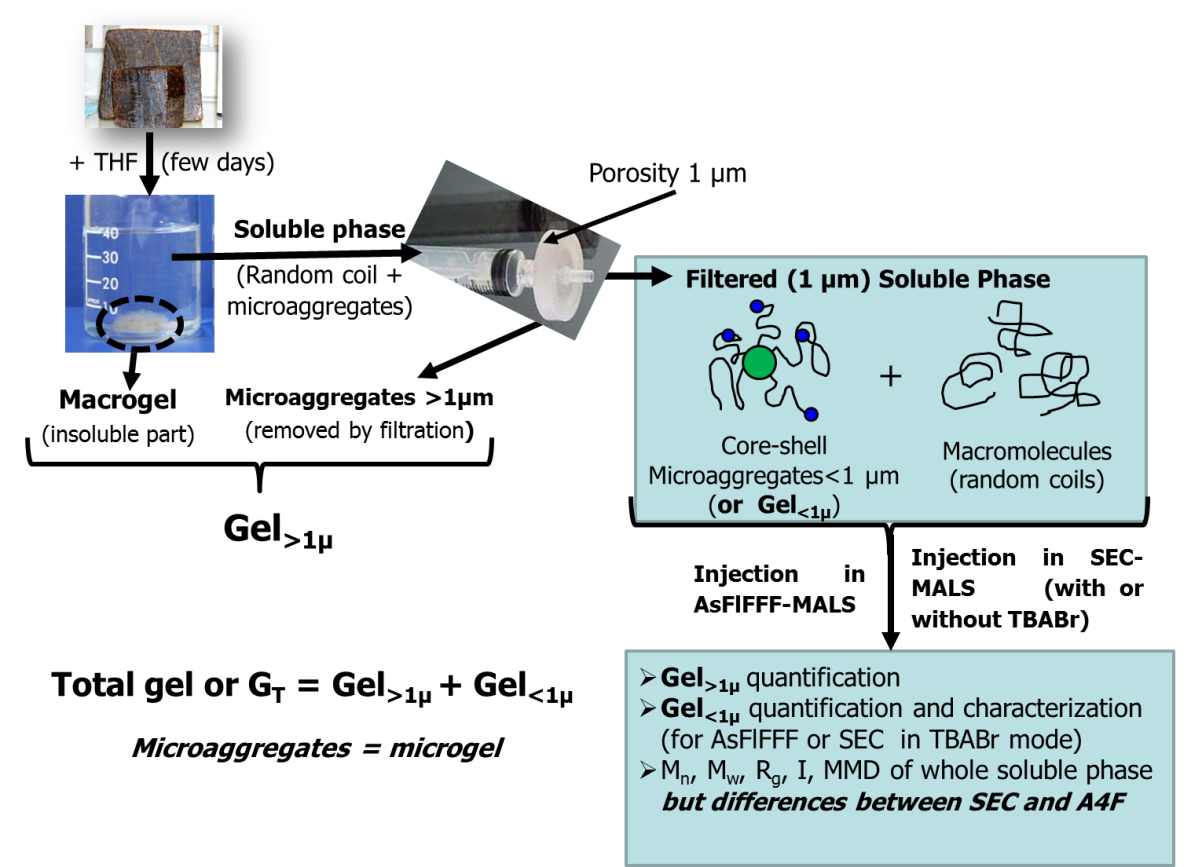 + THF (few days)
Porosity 1 µm
40
30
20
10
Soluble phase
(Random coil +
microaggregates)
Filtered (1 µm) Soluble Phase
+
Macrogel
(insoluble part)
Microaggregates >1µm
(removed by filtration)
Core-shell
Microaggregates<1 µm
(or Gel<1µ)
Macromolecules
(random coils)
Gel>1µ
Injection in
AsFlFFF-MALS
Injection in SEC-
MALS (with or
without TBABr)
Total gel or GT = Gel>1µ + Gel<1µ
Microaggregates = microgel
➢Gel>1µ quantification
➢Gel<1µ quantification and characterization
(for AsFlFFF or SEC in TBABr mode)
➢Mn, Mw, Rg, I, MMD of whole soluble phase
but differences between SEC and A4F